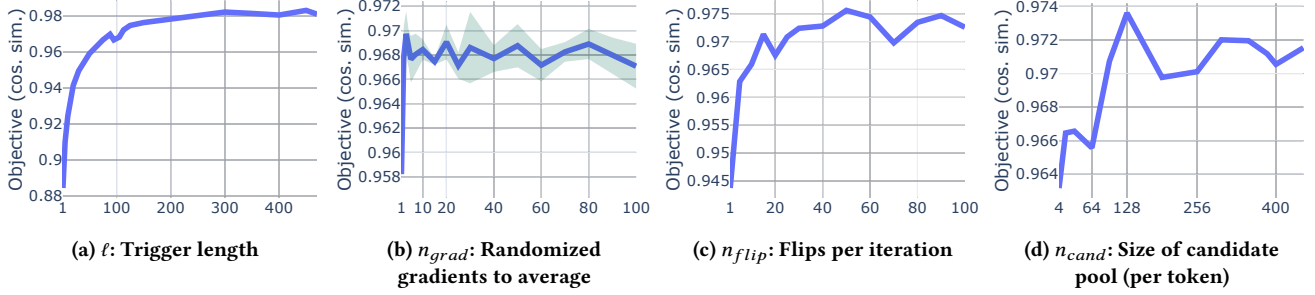 Objective (cos. sim.)
0.98
0.96
0.94
0.92
0.9
0.88
1 100 200 300 400
(a) ℓ: Trigger length
Objective (cos. sim.)
0.972
0.97
0.968
0.966
0.964
0.962
0.96
0.958
1 10 20 40 60 80 100
(b) n_grad: Randomized
gradients to average
Objective (cos. sim.)
0.975
0.97
0.965
0.96
0.955
0.95
0.945
1 20 40 60 80 100
(c) n_flip: Flips per iteration
Objective (cos. sim.)
0.974
0.972
0.97
0.968
0.966
0.964
4 64 128 256 400
(d) n_cand: Size of candidate
pool (per token)